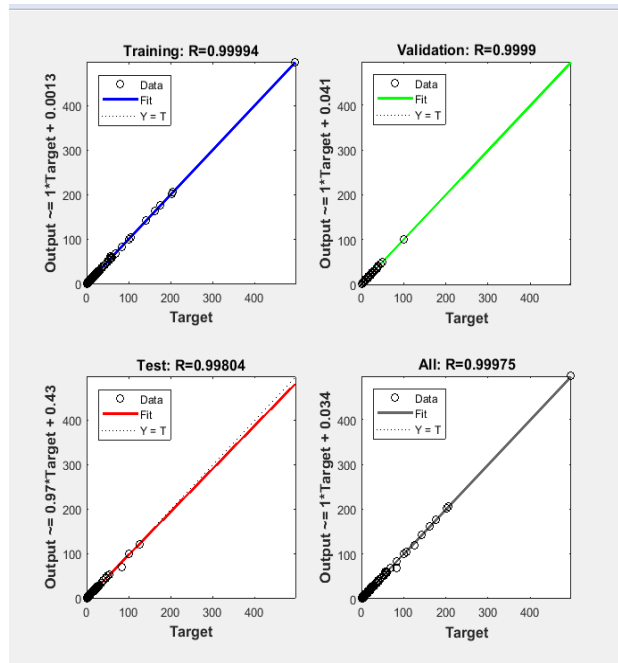 Training: R=0.99994
Output ~= 1*Target + 0.0013
Data
Fit
Y = T
400
300
200
100
0
0 100 200 300 400
Target
Validation: R=0.9999
Output ~= 1*Target + 0.041
Data
Fit
Y = T
400
300
200
100
0
0 100 200 300 400
Target
Test: R=0.99804
Output ~= 0.97*Target + 0.43
Data
Fit
Y = T
400
300
200
100
0
0 100 200 300 400
Target
All: R=0.99975
Output ~= 1*Target + 0.034
Data
Fit
Y = T
400
300
200
100
0
0 100 200 300 400
Target